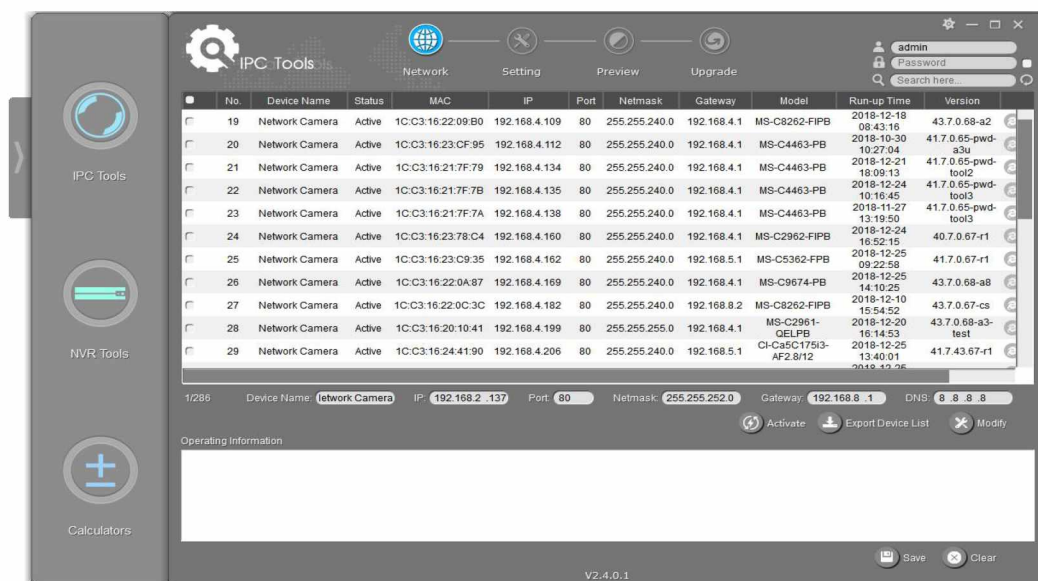 admin
IPC Tools
Network
Setting
Preview
Upgrade
Password
Search here...
No. Device Name Status MAC IP Port Netmask Gateway Model Run-up Time Version
19 Network Camera Active 1C:C3:16:22:09:B0 192.168.4.109 80 255.255.240.0 192.168.4.1 MS-C8262-FIPB 2018-12-18 08:43:16 43.7.0.68-a2
20 Network Camera Active 1C:C3:16:23:CF:95 192.168.4.112 80 255.255.240.0 192.168.4.1 MS-C4463-PB 2018-10-30 10:27:04 41.7.0.65-pwd-a3u
21 Network Camera Active 1C:C3:16:21:7F:79 192.168.4.134 80 255.255.240.0 192.168.4.1 MS-C4463-PB 2018-12-21 18:09:13 41.7.0.65-pwd-tool2
22 Network Camera Active 1C:C3:16:21:7F:7B 192.168.4.135 80 255.255.240.0 192.168.4.1 MS-C4463-PB 2018-12-24 10:16:45 41.7.0.65-pwd-tool3
23 Network Camera Active 1C:C3:16:21:7F:7A 192.168.4.138 80 255.255.240.0 192.168.4.1 MS-C4463-PB 2018-11-27 13:19:50 41.7.0.65-pwd-tool3
24 Network Camera Active 1C:C3:16:23:78:C4 192.168.4.160 80 255.255.240.0 192.168.4.1 MS-C2962-FIPB 2018-12-24 16:52:15 40.7.0.67-r1
25 Network Camera Active 1C:C3:16:23:C9:35 192.168.4.162 80 255.255.240.0 192.168.5.1 MS-C5362-FPB 2018-12-25 09:22:58 41.7.0.67-r1
26 Network Camera Active 1C:C3:16:22:0A:87 192.168.4.169 80 255.255.240.0 192.168.4.1 MS-C9674-PB 2018-12-25 14:10:25 43.7.0.68-a8
27 Network Camera Active 1C:C3:16:22:0C:3C 192.168.4.182 80 255.255.240.0 192.168.8.2 MS-C8262-FIPB 2018-12-10 15:54:52 43.7.0.67-cs
28 Network Camera Active 1C:C3:16:20:10:41 192.168.4.199 80 255.255.255.0 192.168.4.1 MS-C2961-QELPB 2018-12-20 16:14:53 43.7.0.68-a3-test
29 Network Camera Active 1C:C3:16:24:41:90 192.168.4.206 80 255.255.240.0 192.168.5.1 CI-Ca5C175i3-AF2.8/12 2018-12-25 13:40:01 41.7.43.67-r1
1/286 Device Name: letwork Camera IP: 192.168.2 .137 Port: 80 Netmask: 255.255.252.0 Gateway: 192.168.8 .1 DNS: 8 .8 .8 .8
Activate Export Device List Modify
Operating Information
Save Clear
V2.4.0.1
IPC Tools
NVR Tools
Calculators